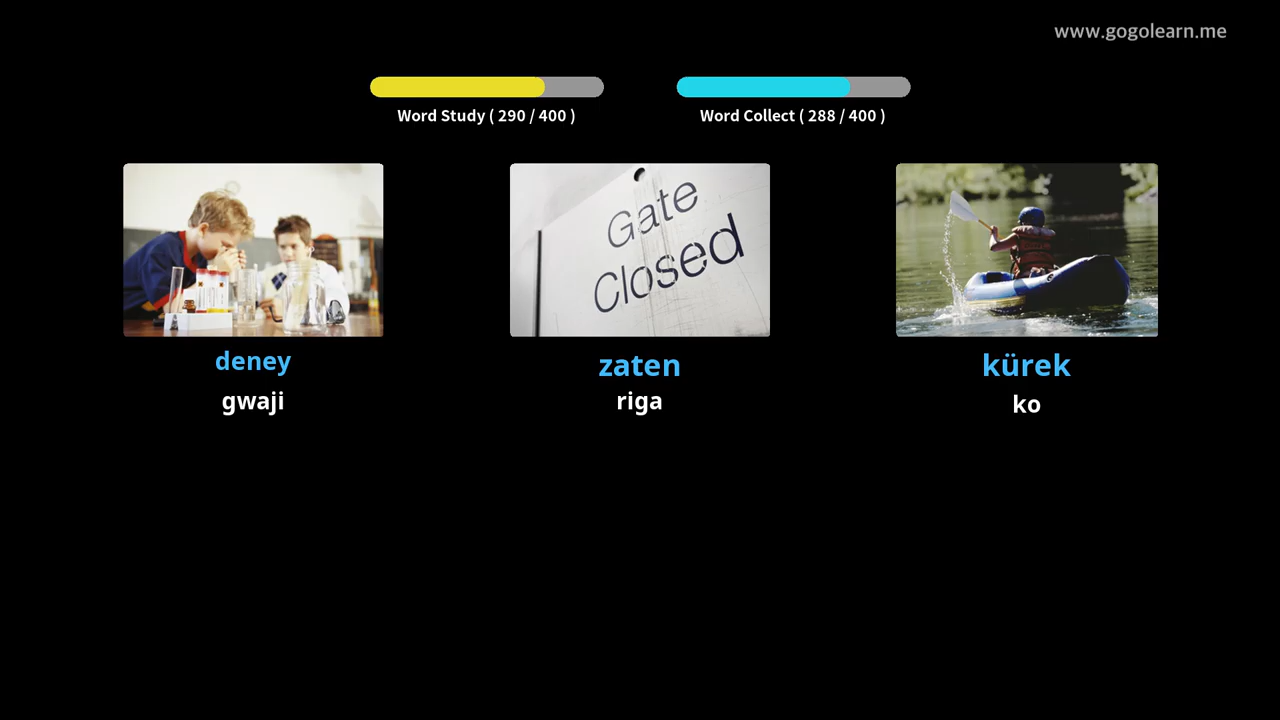 www.gogolearn.me
Word Study ( 290 / 400 )
Word Collect ( 288 / 400 )
Gate
Closed
deney
zaten
kürek
gwaji
riga
ko